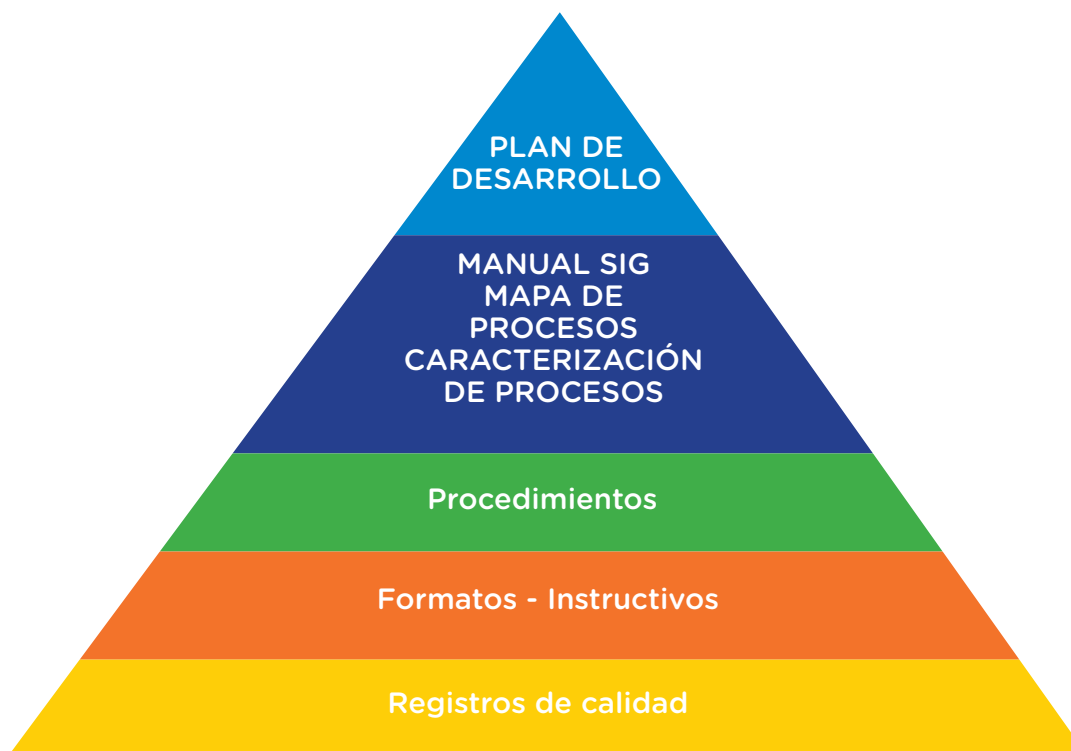 PLAN DE
DESARROLLO
MANUAL SIG
MAPA DE
PROCESOS
CARACTERIZACIÓN
DE PROCESOS
Procedimientos
Formatos - Instructivos
Registros de calidad